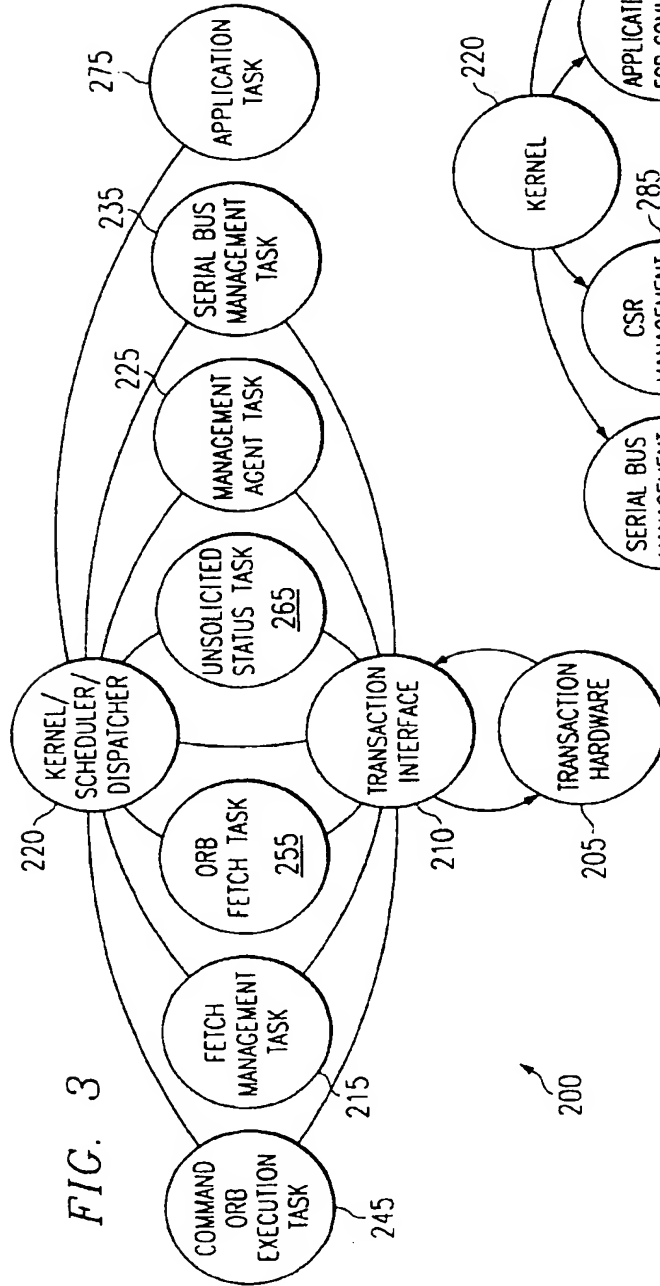 FIG. 3
220
KERNEL/
SCHEDULER/
DISPATCHER
COMMAND
ORB
EXECUTION
TASK
245
FETCH
MANAGEMENT
TASK
215
ORB
FETCH TASK
255
UNSOLICITED
STATUS TASK
265
MANAGEMENT
AGENT TASK
225
SERIAL BUS
MANAGEMENT
TASK
235
APPLICATION
TASK
275
TRANSACTION
INTERFACE
210
TRANSACTION
HARDWARE
205
200
KERNEL
220
SERIAL BUS
CSR
285